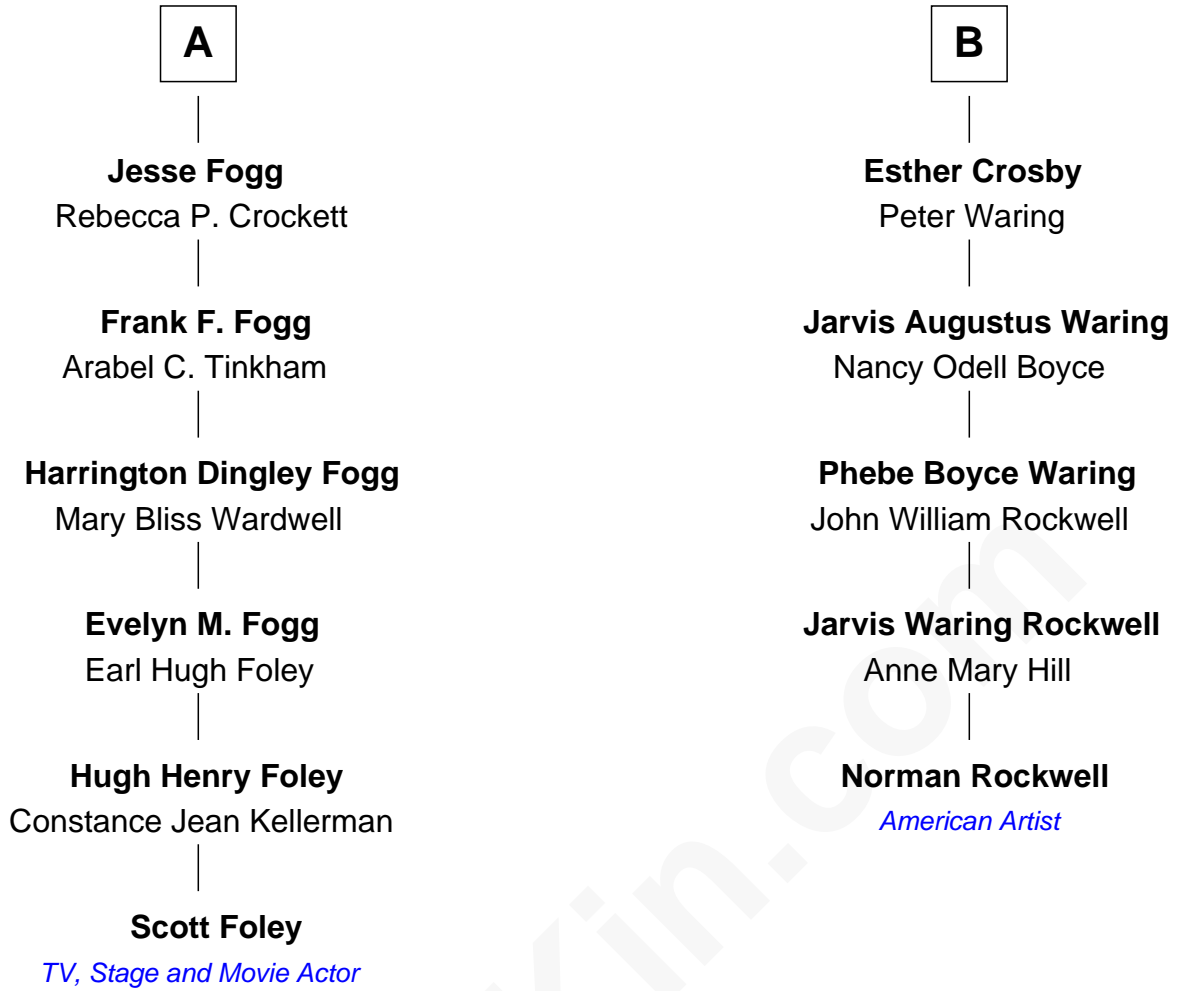 A
Jesse Fogg
Rebecca P. Crockett
Frank F. Fogg
Arabel C. Tinkham
Harrington Dingley Fogg
Mary Bliss Wardwell
Evelyn M. Fogg
Earl Hugh Foley
Hugh Henry Foley
Constance Jean Kellerman
Scott Foley
TV, Stage and Movie Actor
B
Esther Crosby
Peter Waring
Jarvis Augustus Waring
Nancy Odell Boyce
Phebe Boyce Waring
John William Rockwell
Jarvis Waring Rockwell
Anne Mary Hill
Norman Rockwell
American Artist